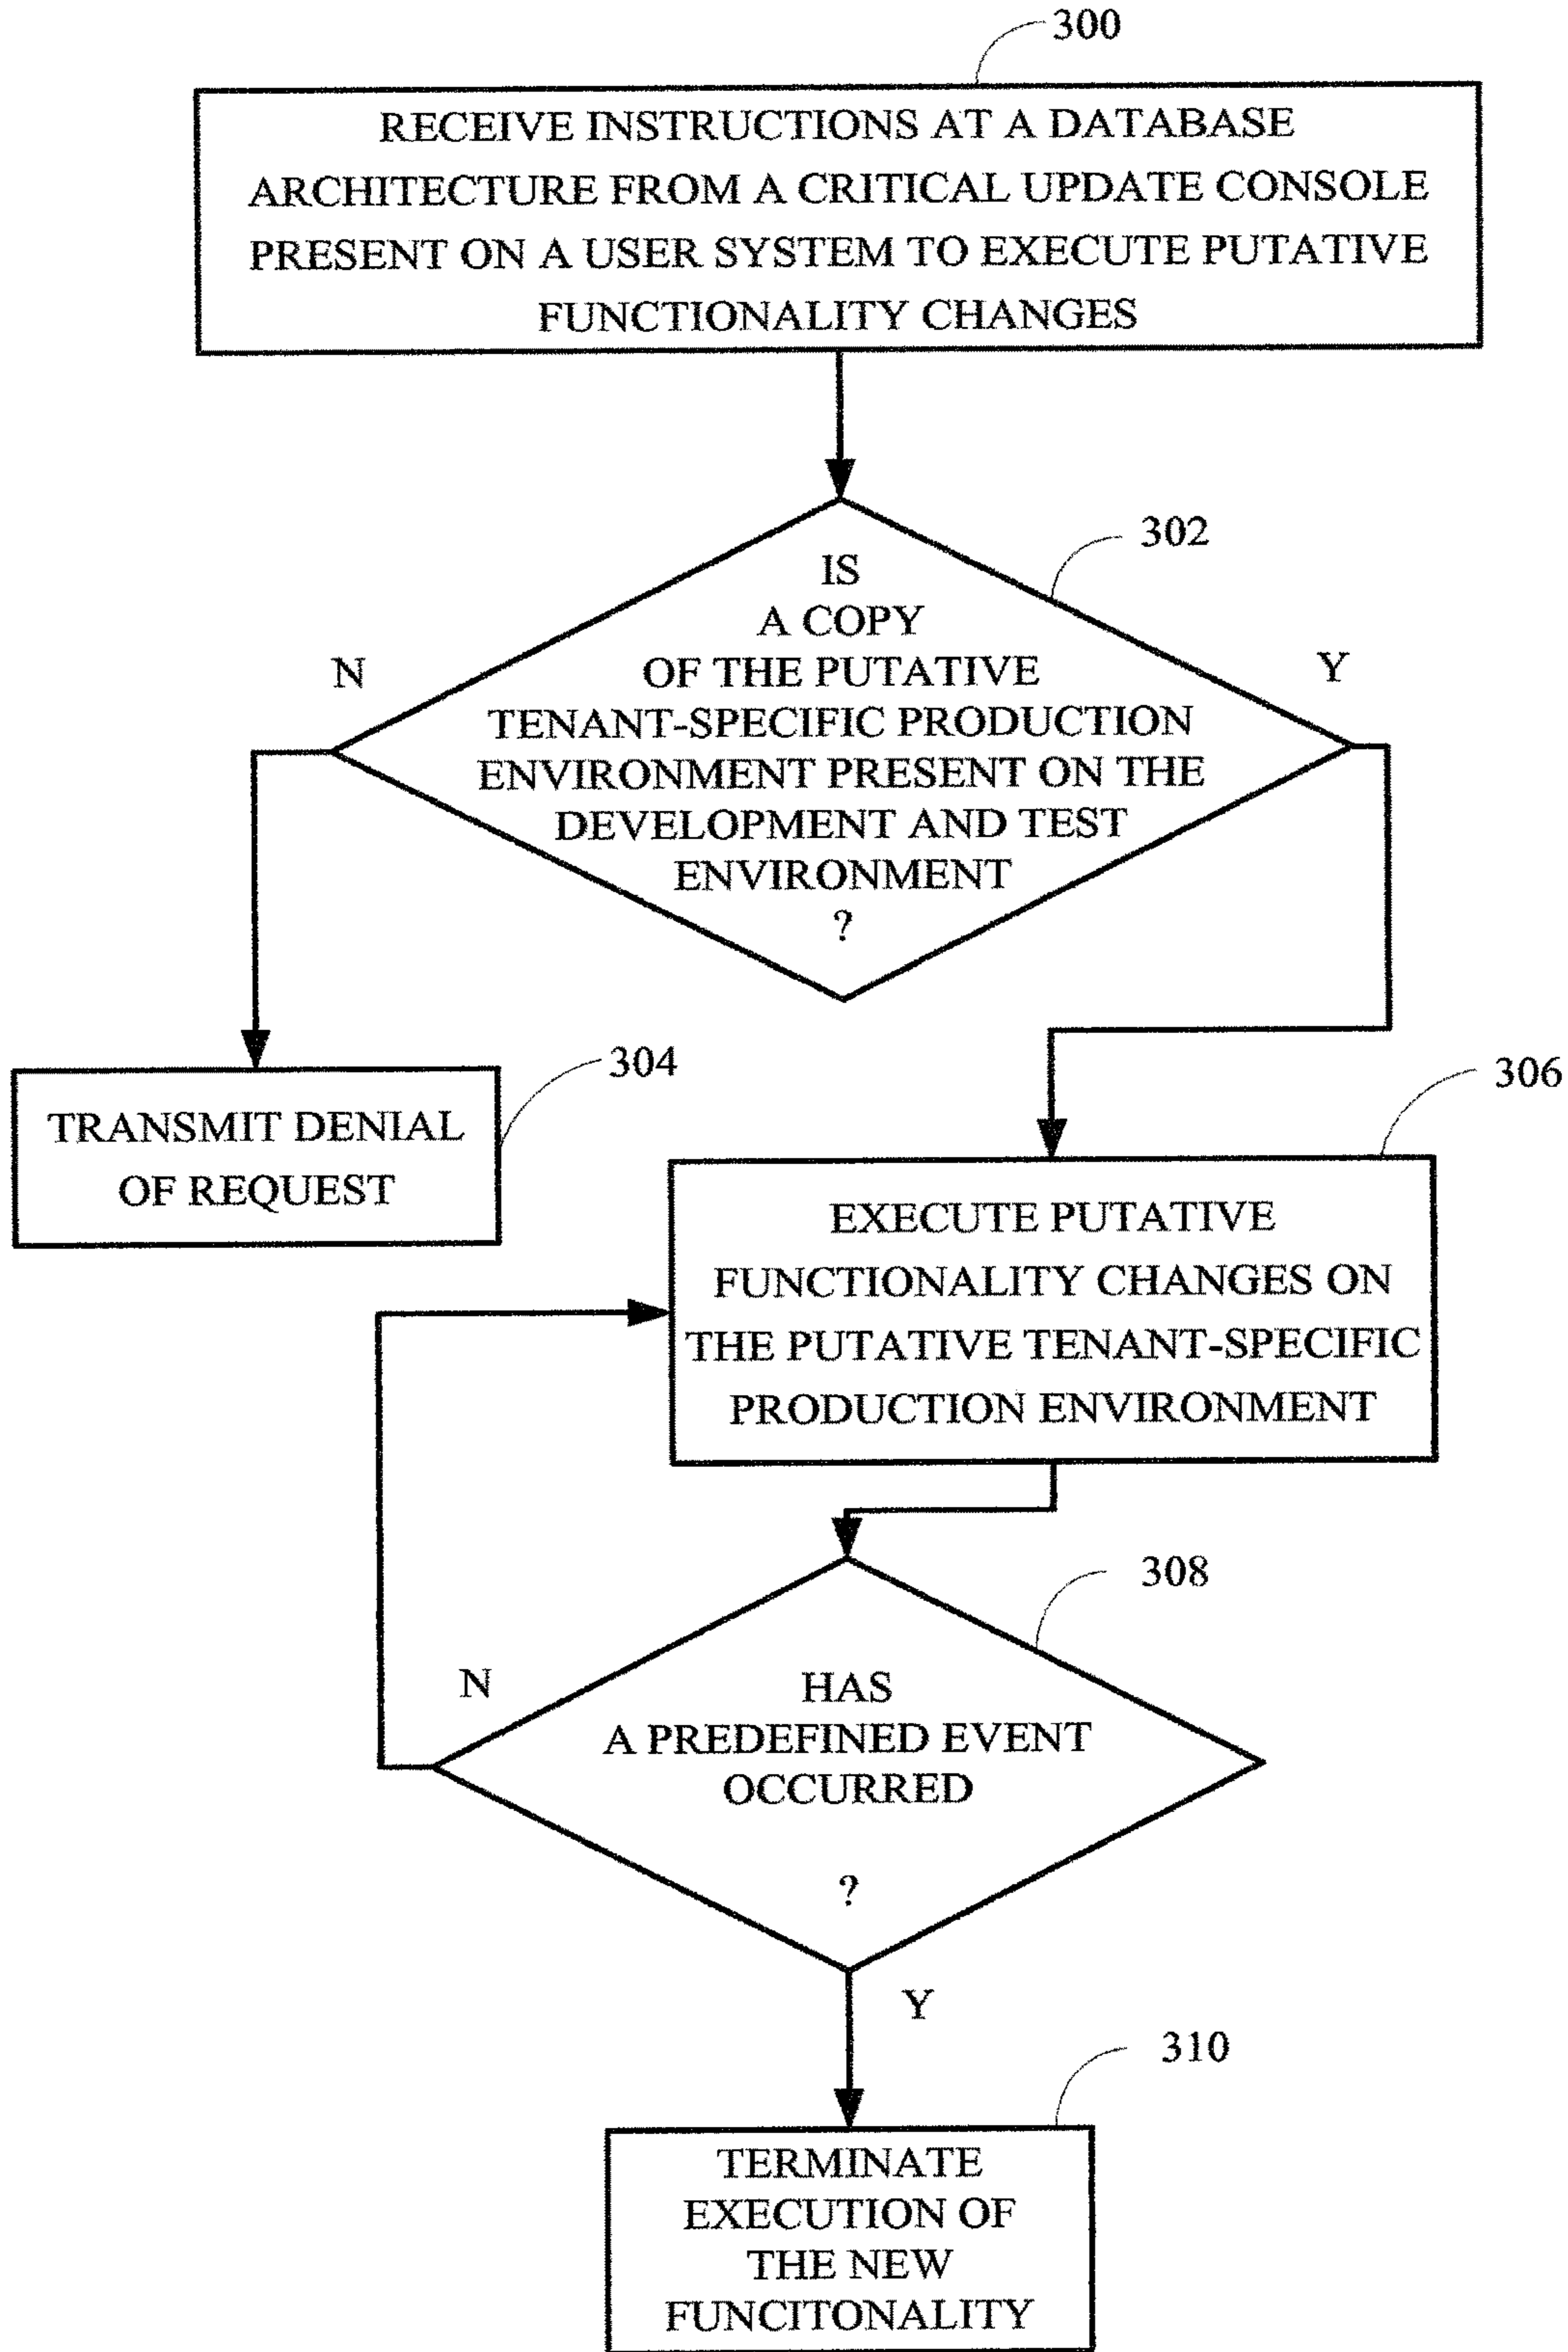 300
RECEIVE INSTRUCTIONS AT A DATABASE
ARCHITECTURE FROM A CRITICAL UPDATE CONSOLE
PRESENT ON A USER SYSTEM TO EXECUTE PUTATIVE
FUNCTIONALITY CHANGES
302
IS
A COPY
OF THE PUTATIVE
TENANT-SPECIFIC PRODUCTION
ENVIRONMENT PRESENT ON THE
DEVELOPMENT AND TEST
ENVIRONMENT
?
N
Y
304
TRANSMIT DENIAL
OF REQUEST
306
EXECUTE PUTATIVE
FUNCTIONALITY CHANGES ON
THE PUTATIVE TENANT-SPECIFIC
PRODUCTION ENVIRONMENT
308
N
HAS
A PREDEFINED EVENT
OCCURRED
?
Y
310
TERMINATE
EXECUTION OF
THE NEW
FUNCITONALITY